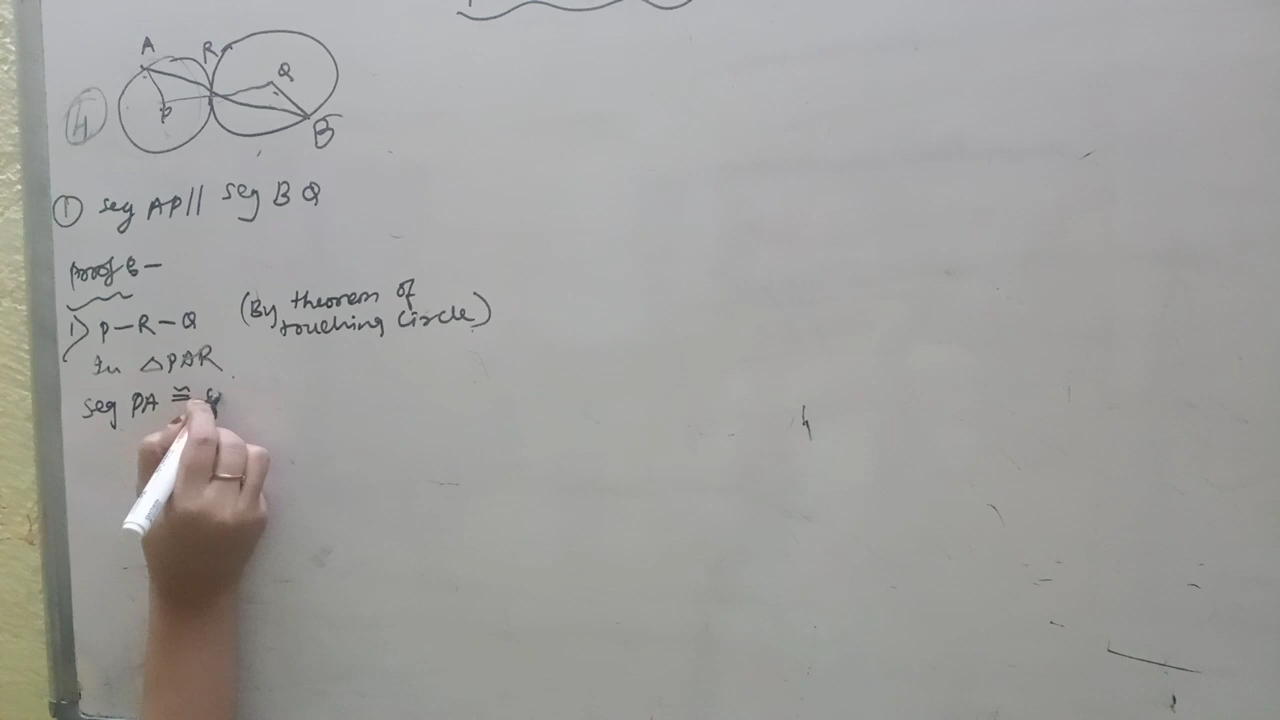 A R
Q
4 P
B
① seg AP || seg BQ
proof :-
1) P-R-Q (By theorem of
touching circle)
In △PAR
seg PA ≅ s